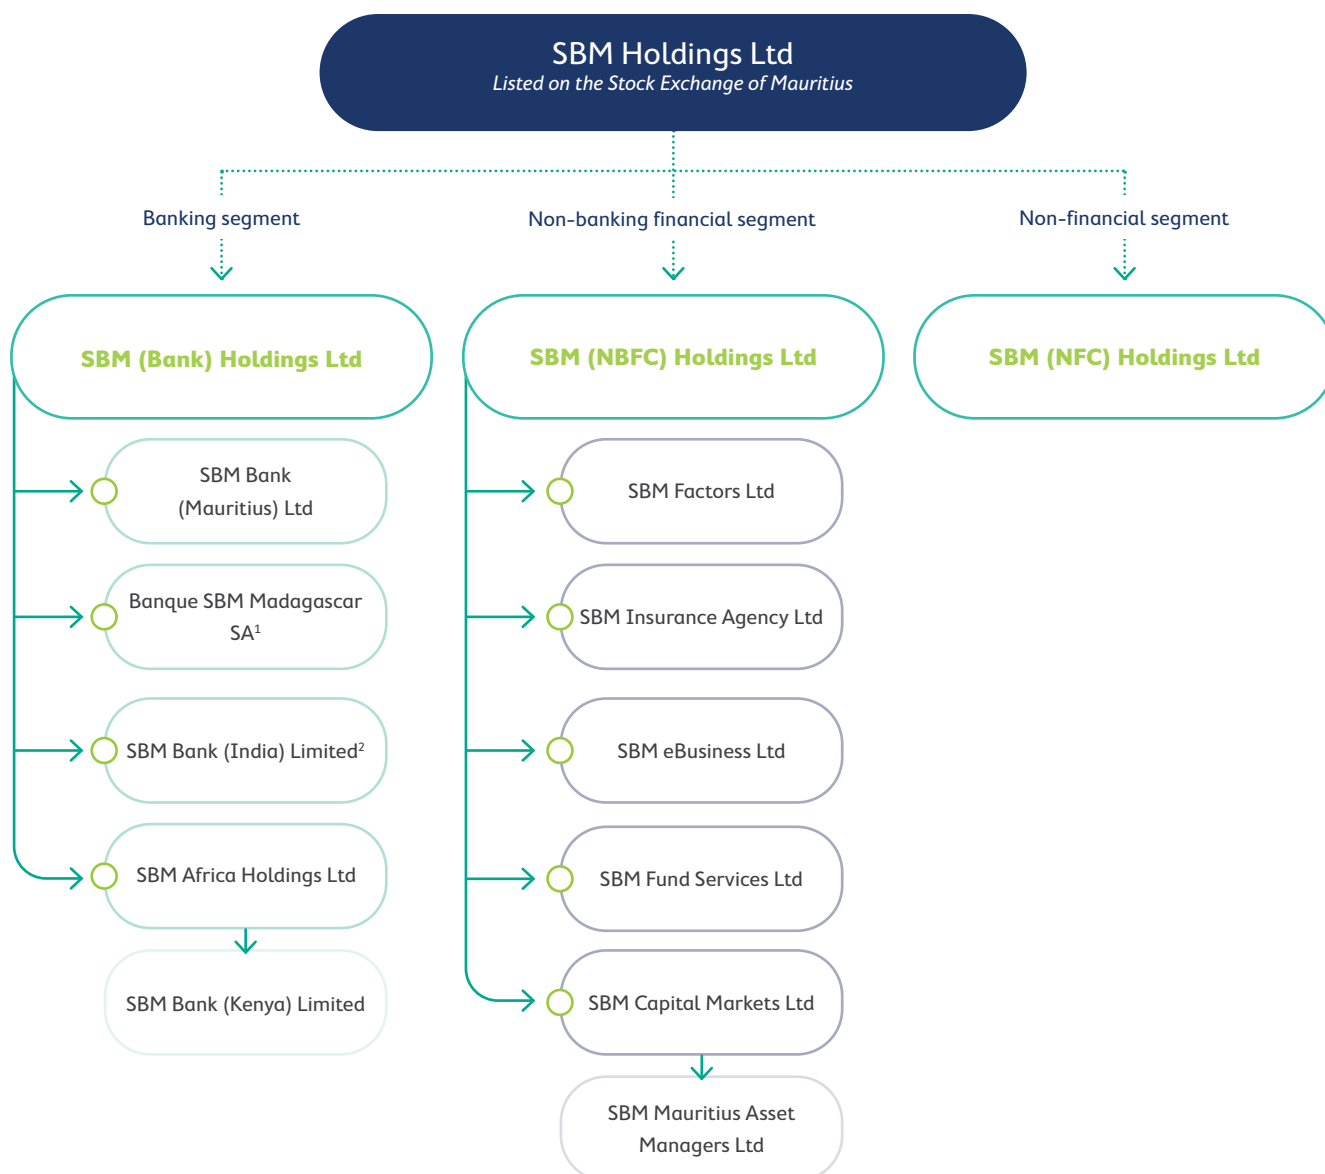 SBM Holdings Ltd
Listed on the Stock Exchange of Mauritius
Banking segment
Non-banking financial segment
Non-financial segment
SBM (Bank) Holdings Ltd
SBM (NBFC) Holdings Ltd
SBM (NFC) Holdings Ltd
SBM Bank
(Mauritius) Ltd
Banque SBM Madagascar
SA¹
SBM Bank (India) Limited²
SBM Africa Holdings Ltd
SBM Bank (Kenya) Limited
SBM Factors Ltd
SBM Insurance Agency Ltd
SBM eBusiness Ltd
SBM Fund Services Ltd
SBM Capital Markets Ltd
SBM Mauritius Asset
Managers Ltd